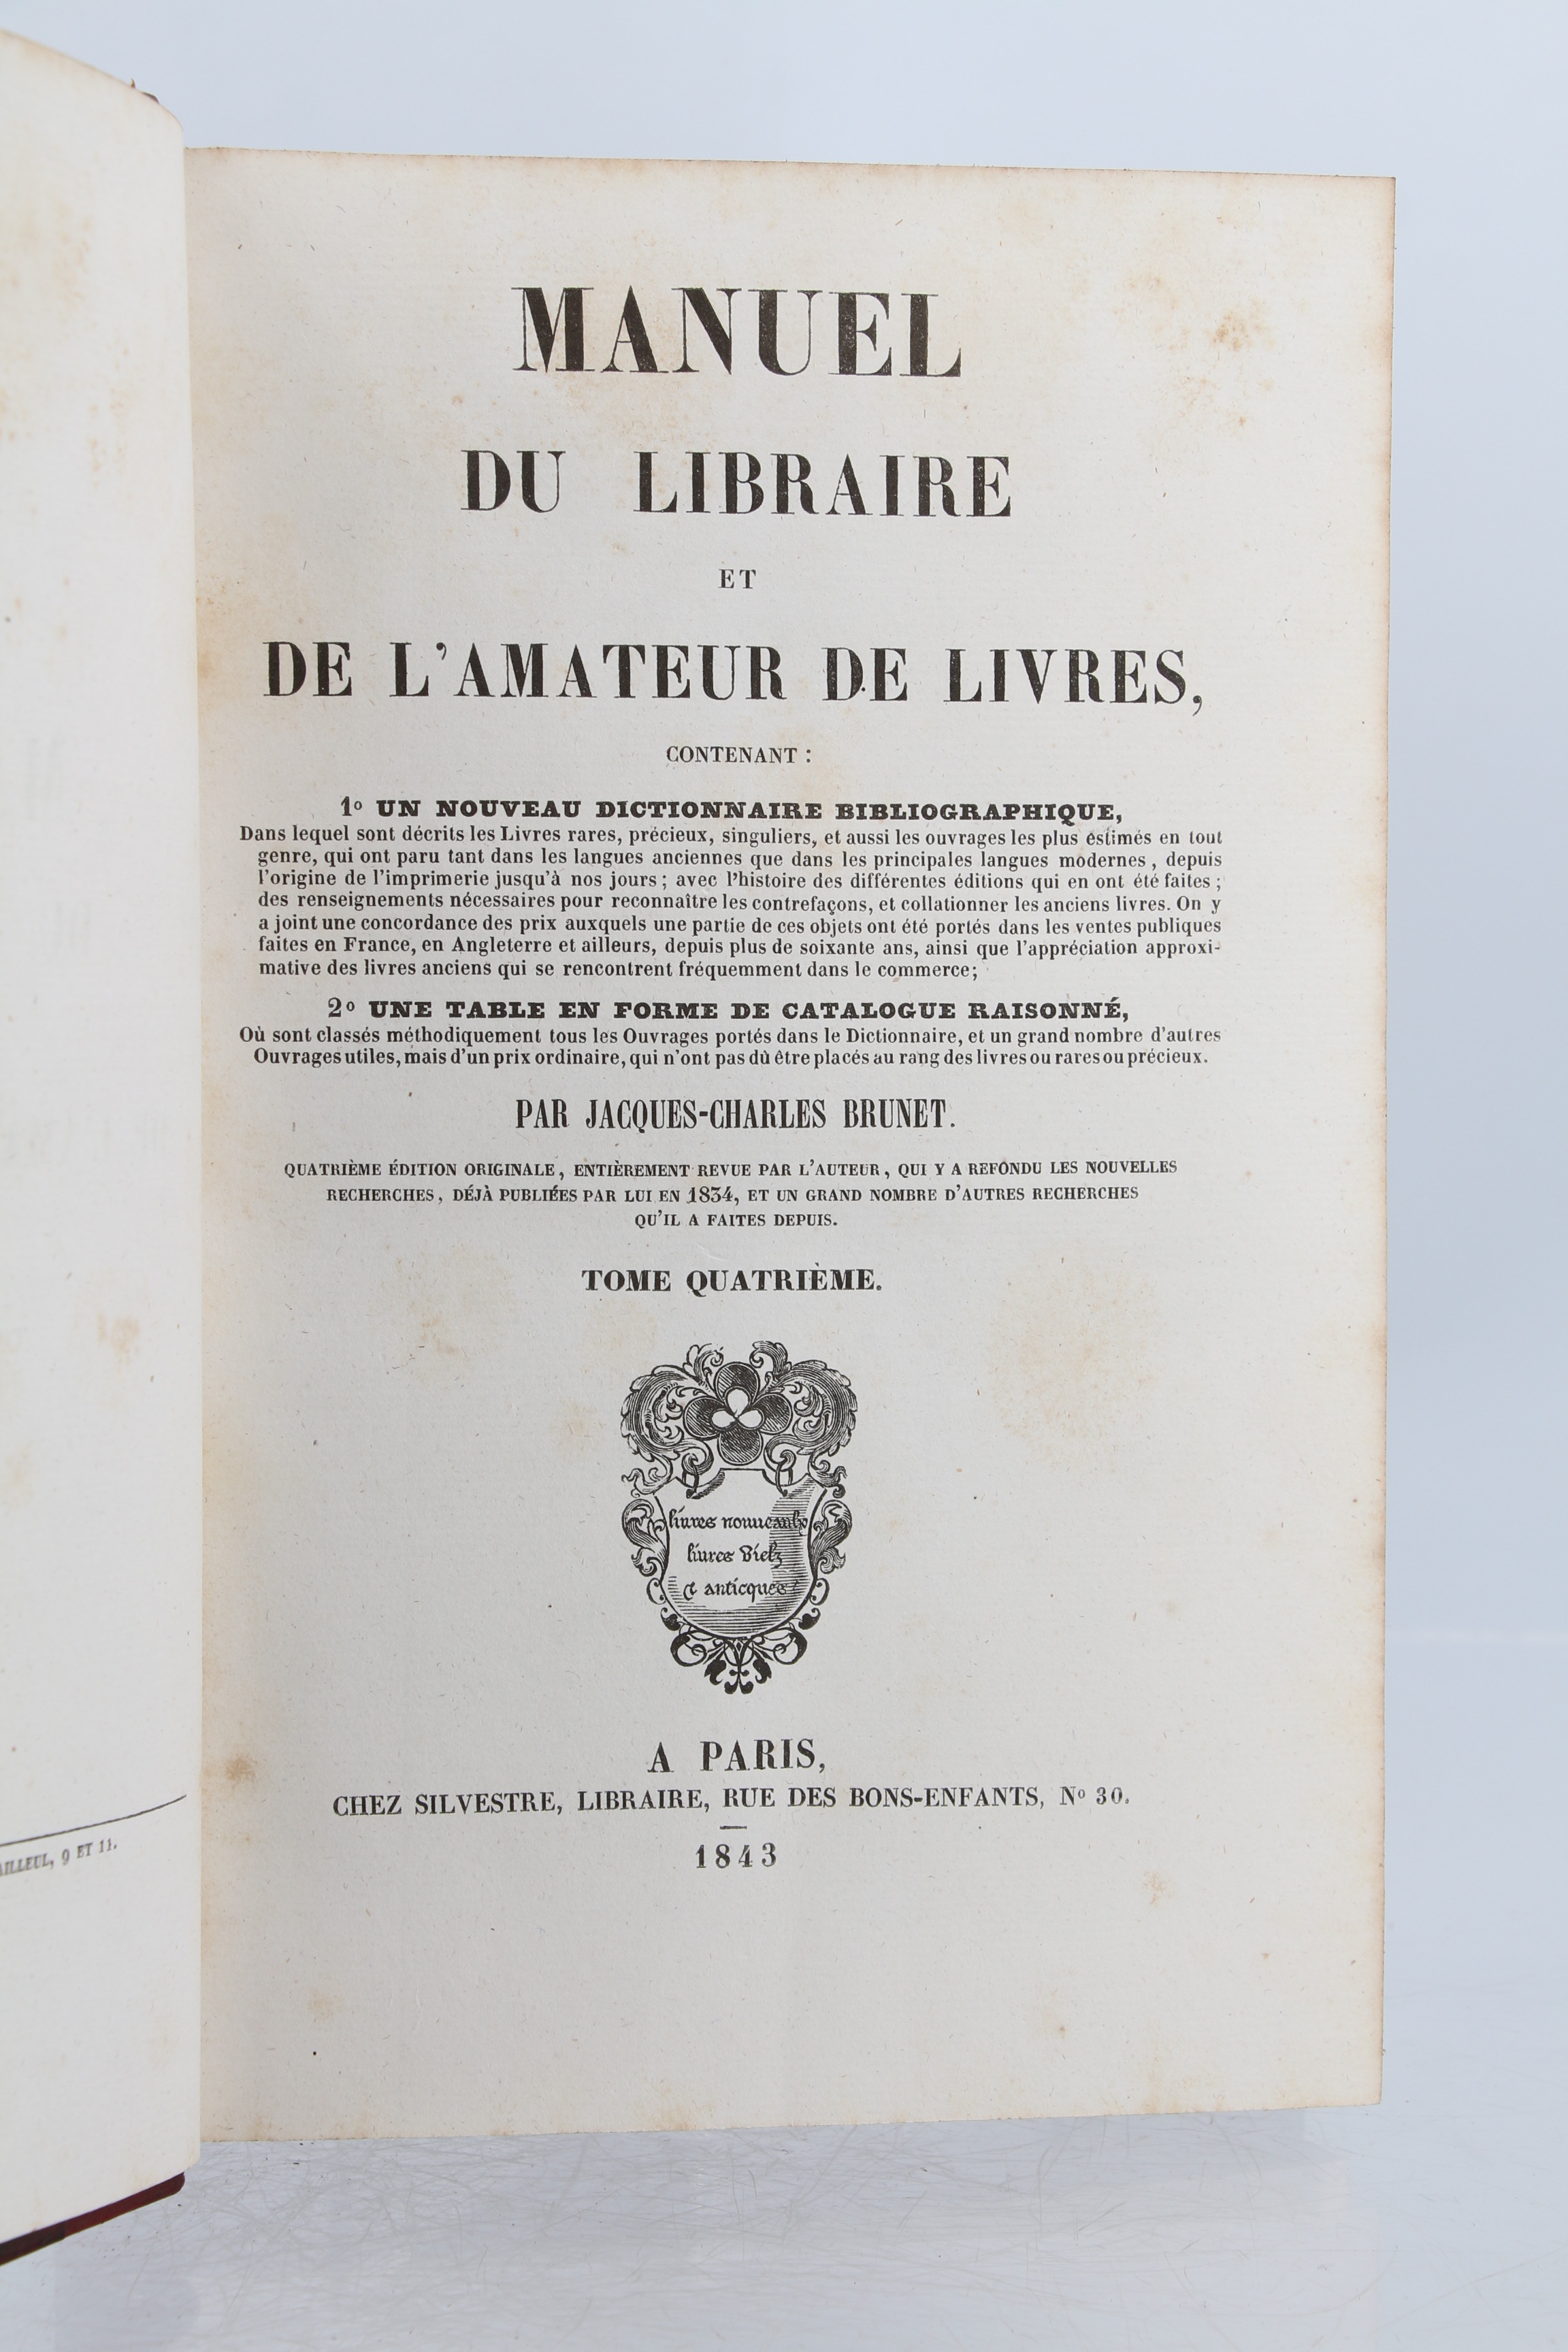 MANUEL
DU LIBRAIRE
ET
DE L'AMATEUR DE LIVRES,
CONTENANT :
1º UN NOUVEAU DICTIONNAIRE BIBLIOGRAPHIQUE,
Dans lequel sont décrits les Livres rares, précieux, singuliers, et aussi les ouvrages les plus estimés en tout
genre, qui ont paru tant dans les langues anciennes que dans les principales langues modernes, depuis
l'origine de l'imprimerie jusqu'à nos jours; avec l'histoire des différentes éditions qui en ont été faites;
des renseignements nécessaires pour reconnaître les contrefaçons, et collationner les anciens livres. On y
a joint une concordance des prix auxquels une partie de ces objets ont été portés dans les ventes publiques
faites en France, en Angleterre et ailleurs, depuis plus de soixante ans, ainsi que l'appréciation approxi-
mative des livres anciens qui se rencontrent fréquemment dans le commerce;
2º UNE TABLE EN FORME DE CATALOGUE RAISONNÉ,
Où sont classés méthodiquement tous les Ouvrages portés dans le Dictionnaire, et un grand nombre d'autres
Ouvrages utiles, mais d'un prix ordinaire, qui n'ont pas dû être placés au rang des livres ou rares ou précieux.
PAR JACQUES-CHARLES BRUNET.
QUATRIÈME ÉDITION ORIGINALE, ENTIÈREMENT REVUE PAR L'AUTEUR, QUI Y A REFONDU LES NOUVELLES
RECHERCHES, DÉJÀ PUBLIÉES PAR LUI EN 1834, ET UN GRAND NOMBRE D'AUTRES RECHERCHES
QU'IL A FAITES DEPUIS.
TOME QUATRIÈME.
liures nouueaulx
liures Vielz
et anticques
A PARIS,
CHEZ SILVESTRE, LIBRAIRE, RUE DES BONS-ENFANTS, Nº 30.
1843
AILLEUL, 9 ET 11.